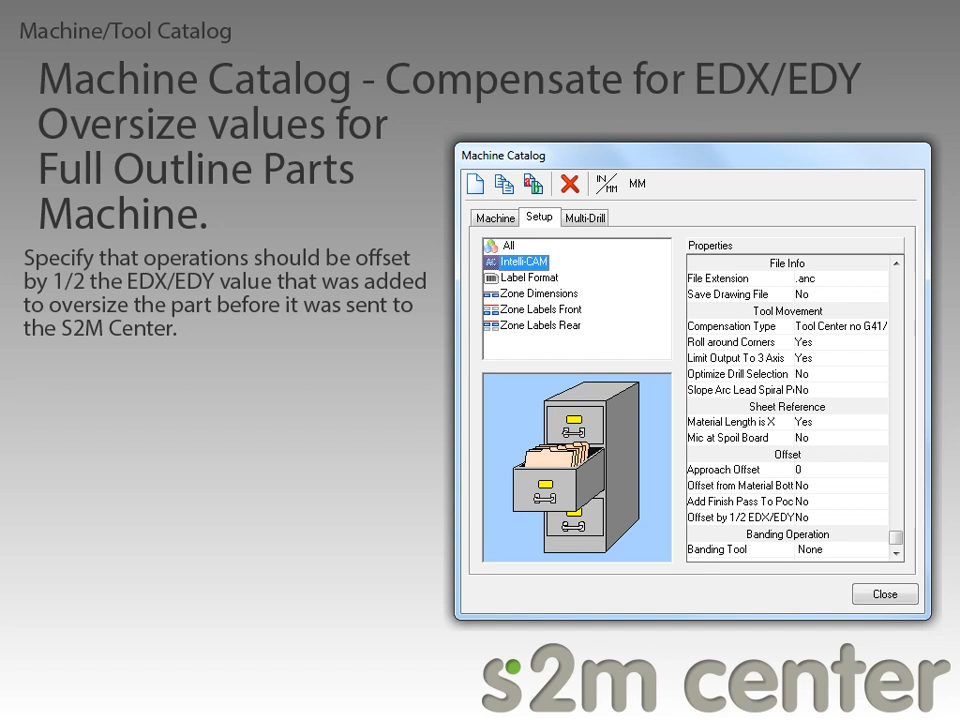 Machine/Tool Catalog
Machine Catalog - Compensate for EDX/EDY
Oversize values for
Full Outline Parts
Machine.
Specify that operations should be offset
by 1/2 the EDX/EDY value that was added
to oversize the part before it was sent to
the S2M Center.
Machine Catalog
IN/MM MM
Machine Setup Multi-Drill
All
Intelli-CAM
Label Format
Zone Dimensions
Zone Labels Front
Zone Labels Rear
Properties
File Info
File Extension .anc
Save Drawing File No
Tool Movement
Compensation Type Tool Center no G41/
Roll around Corners Yes
Limit Output To 3 Axis Yes
Optimize Drill Selection No
Slope Arc Lead Spiral P No
Sheet Reference
Material Length is X Yes
Mic at Spoil Board No
Offset
Approach Offset 0
Offset from Material Bott No
Add Finish Pass To Poc No
Offset by 1/2 EDX/EDY No
Banding Operation
Banding Tool None
Close
s2m center